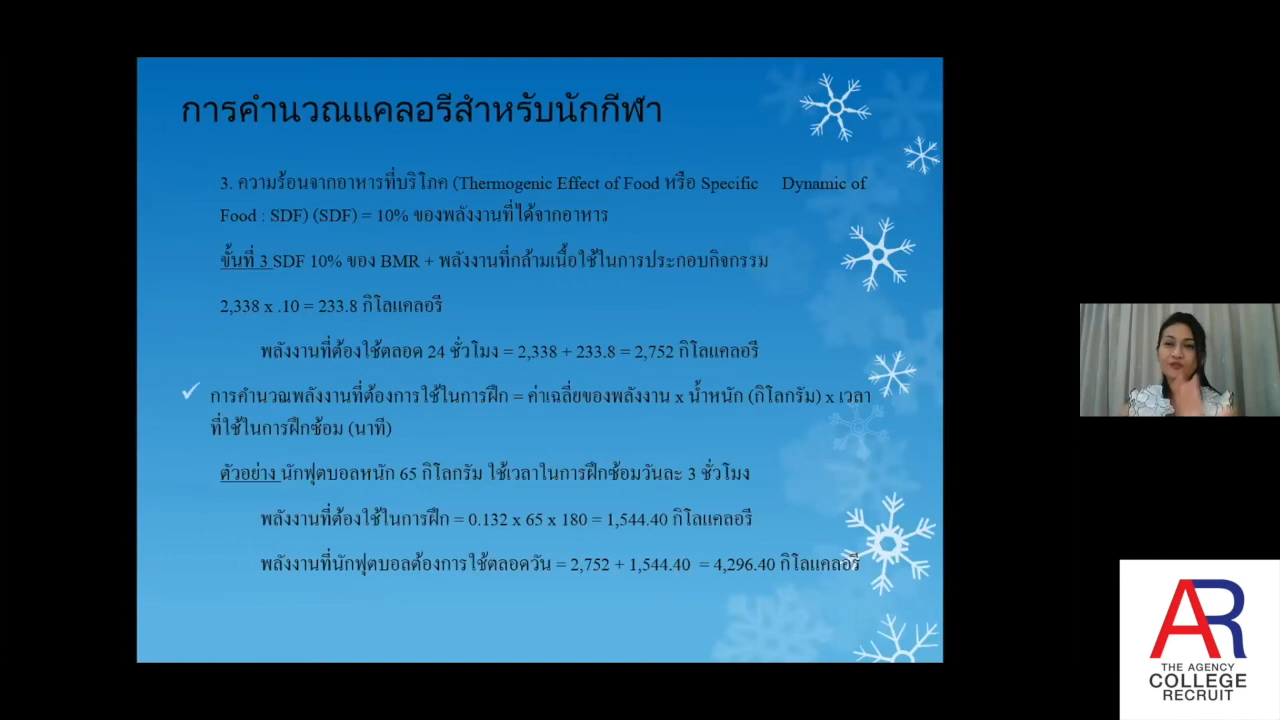 การคำนวณแคลอรีสำหรับนักกีฬา
3. ความร้อนจากอาหารที่บริโภค (Thermogenic Effect of Food หรือ Specific Dynamic of
Food : SDF) (SDF) = 10% ของพลังงานที่ได้จากอาหาร
ขั้นที่ 3 SDF 10% ของ BMR + พลังงานที่กล้ามเนื้อใช้ในการประกอบกิจกรรม
2,338 x .10 = 233.8 กิโลแคลอรี
พลังงานที่ต้องใช้ตลอด 24 ชั่วโมง = 2,338 + 233.8 = 2,752 กิโลแคลอรี
✓ การคำนวณพลังงานที่ต้องการใช้ในการฝึก = ค่าเฉลี่ยของพลังงาน x น้ำหนัก (กิโลกรัม) x เวลา
ที่ใช้ในการฝึกซ้อม (นาที)
ตัวอย่าง นักฟุตบอลหนัก 65 กิโลกรัม ใช้เวลาในการฝึกซ้อมวันละ 3 ชั่วโมง
พลังงานที่ต้องใช้ในการฝึก = 0.132 x 65 x 180 = 1,544.40 กิโลแคลอรี
พลังงานที่นักฟุตบอลต้องการใช้ตลอดวัน = 2,752 + 1,544.40 = 4,296.40 กิโลแคลอรี
AR
THE AGENCY
COLLEGE
RECRUIT